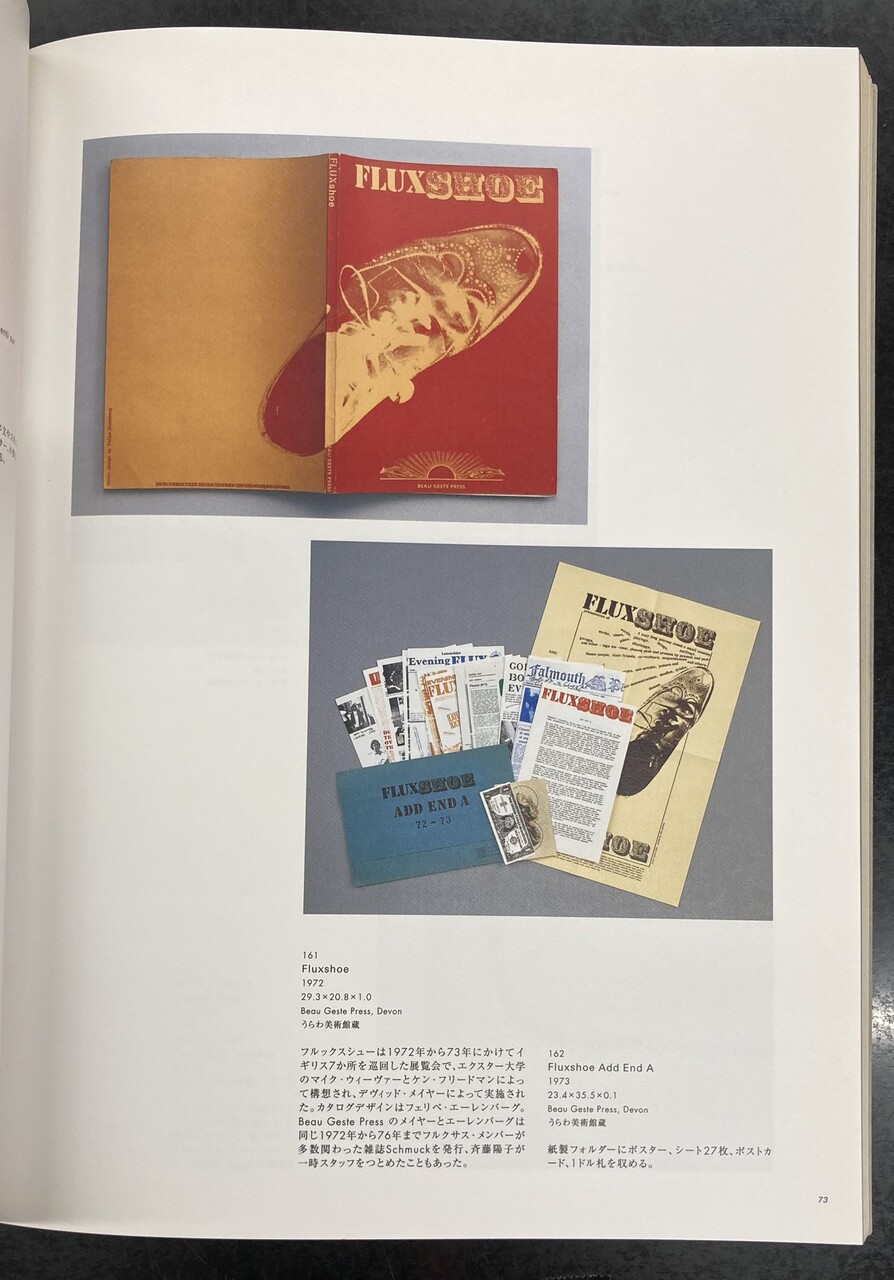 FLUXshoe
FLUXSHOE
BEAU GESTE PRESS
BEAU GESTE PRESS
FLUXSHOE
Evening FLUX
EVENING
FLU
Falmouth
FLUXSHOE
FLUXSHOE
ADD END A
72-73
161
Fluxshoe
1972
29.3×20.8×1.0
Beau Geste Press, Devon
うらわ美術館蔵
フルックスシューは1972年から73年にかけてイ
ギリス7か所を巡回した展覧会で、エクスター大学
のマイク・ウィーヴァーとケン・フリードマンによっ
て構想され、デヴィッド・メイヤーによって実施され
た。カタログデザインはフェリペ・エーレンバーグ。
Beau Geste Press のメイヤーとエーレンバーグは
同じ1972年から76年までフルクサス・メンバーが
多数関わった雑誌Schmuckを発行、斉藤陽子が
一時スタッフをつとめたこともあった。
162
Fluxshoe Add End A
1973
23.4×35.5×0.1
Beau Geste Press, Devon
うらわ美術館蔵
紙製フォルダーにポスター、シート27枚、ポストカ
ード、1ドル札を収める。
73